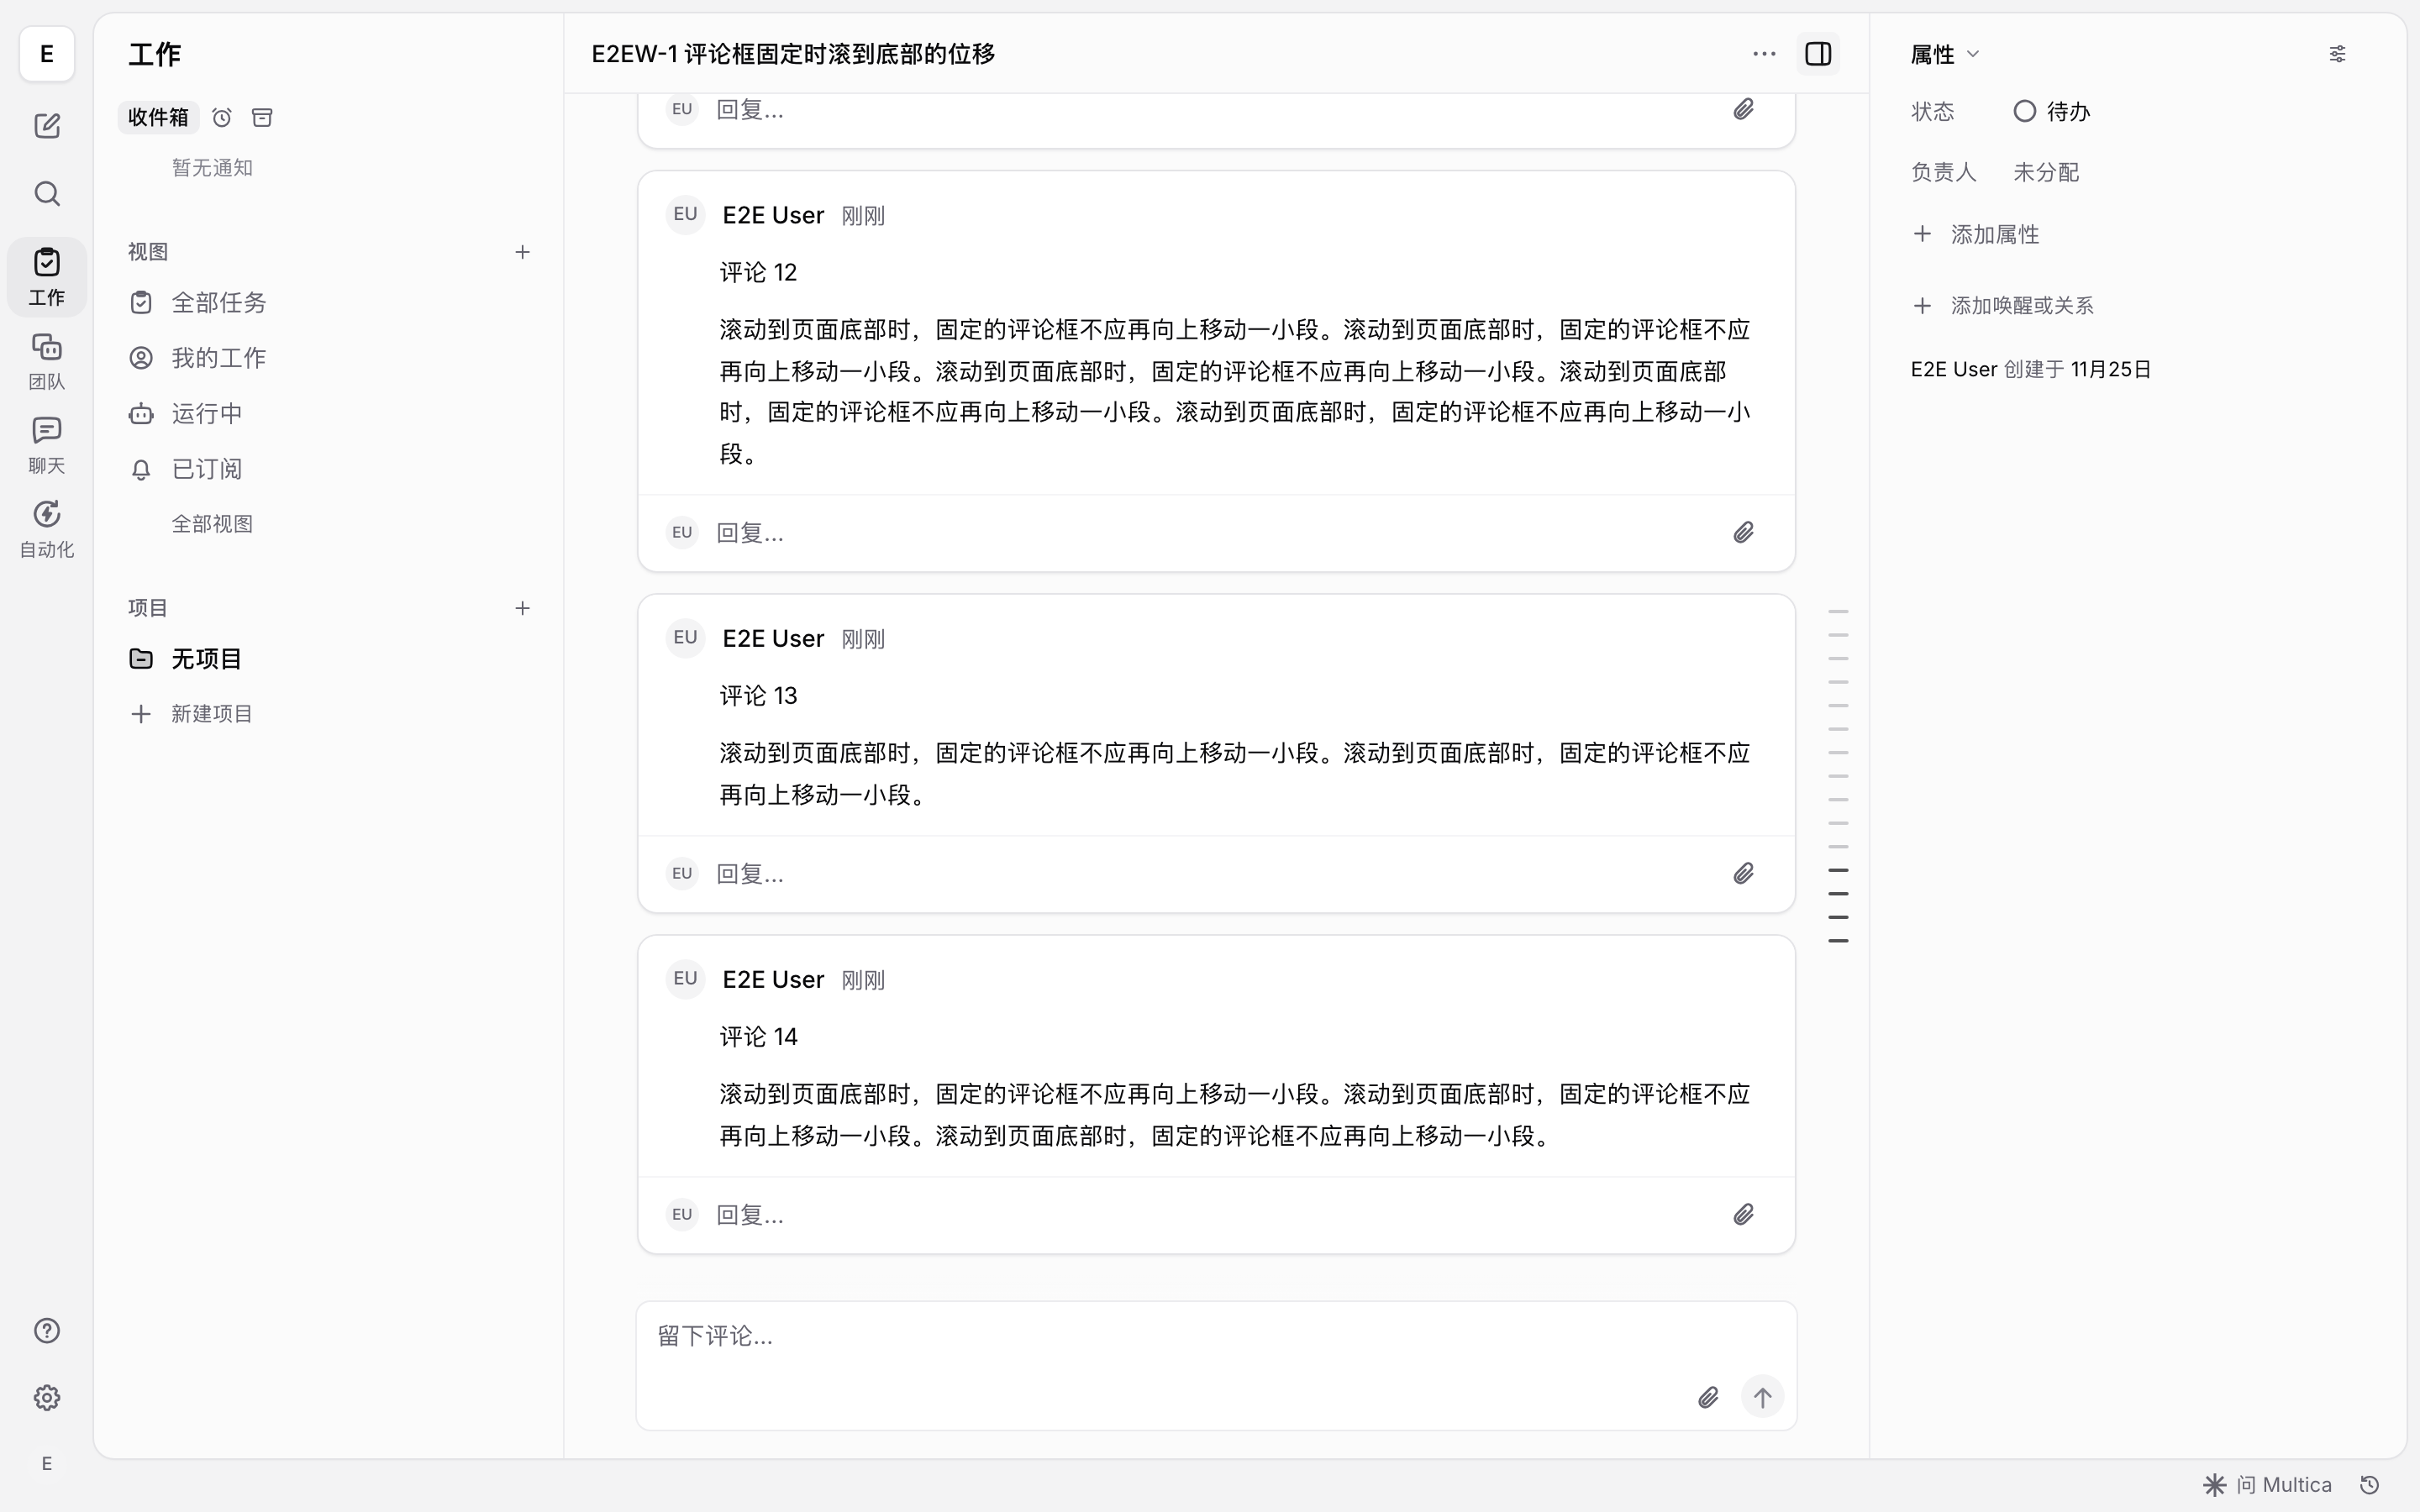 E
工作
团队
聊天
自动化
E
工作
收件箱
暂无通知
视图
全部任务
我的工作
运行中
已订阅
全部视图
项目
无项目
新建项目
E2EW-1 评论框固定时滚到底部的位移
EU 回复...
EU E2E User 刚刚
评论 12
滚动到页面底部时，固定的评论框不应再向上移动一小段。滚动到页面底部时，固定的评论框不应
再向上移动一小段。滚动到页面底部时，固定的评论框不应再向上移动一小段。滚动到页面底部
时，固定的评论框不应再向上移动一小段。滚动到页面底部时，固定的评论框不应再向上移动一小
段。
EU 回复...
EU E2E User 刚刚
评论 13
滚动到页面底部时，固定的评论框不应再向上移动一小段。滚动到页面底部时，固定的评论框不应
再向上移动一小段。
EU 回复...
EU E2E User 刚刚
评论 14
滚动到页面底部时，固定的评论框不应再向上移动一小段。滚动到页面底部时，固定的评论框不应
再向上移动一小段。滚动到页面底部时，固定的评论框不应再向上移动一小段。
EU 回复...
留下评论...
属性
状态 待办
负责人 未分配
添加属性
添加唤醒或关系
E2E User 创建于 11月25日
问 Multica